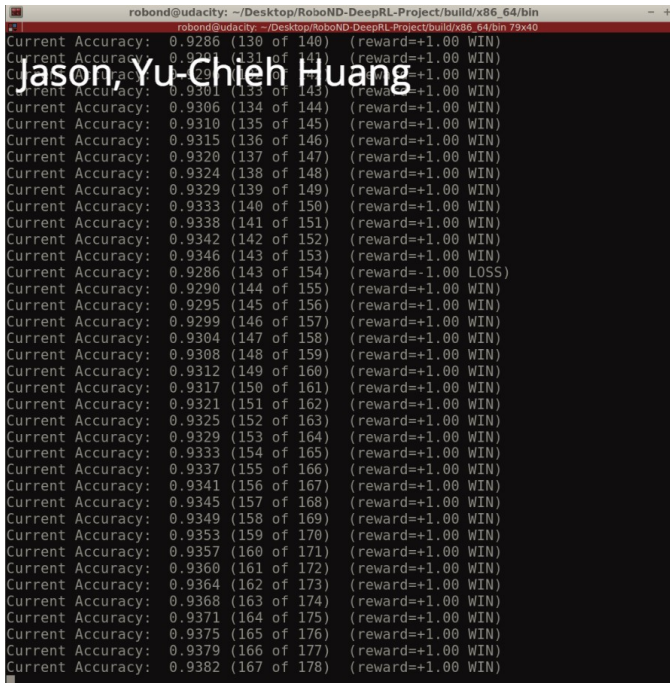 robond@udacity: ~/Desktop/RoboND-DeepRL-Project/build/x86_64/bin
robond@udacity: ~/Desktop/RoboND-DeepRL-Project/build/x86_64/bin 79x40
Current Accuracy: 0.9286 (130 of 140) (reward=+1.00 WIN)
Jason, Yu-Chieh Huang
Current Accuracy: 0.9301 (133 of 143) (reward=+1.00 WIN)
Current Accuracy: 0.9306 (134 of 144) (reward=+1.00 WIN)
Current Accuracy: 0.9310 (135 of 145) (reward=+1.00 WIN)
Current Accuracy: 0.9315 (136 of 146) (reward=+1.00 WIN)
Current Accuracy: 0.9320 (137 of 147) (reward=+1.00 WIN)
Current Accuracy: 0.9324 (138 of 148) (reward=+1.00 WIN)
Current Accuracy: 0.9329 (139 of 149) (reward=+1.00 WIN)
Current Accuracy: 0.9333 (140 of 150) (reward=+1.00 WIN)
Current Accuracy: 0.9338 (141 of 151) (reward=+1.00 WIN)
Current Accuracy: 0.9342 (142 of 152) (reward=+1.00 WIN)
Current Accuracy: 0.9346 (143 of 153) (reward=+1.00 WIN)
Current Accuracy: 0.9286 (143 of 154) (reward=-1.00 LOSS)
Current Accuracy: 0.9290 (144 of 155) (reward=+1.00 WIN)
Current Accuracy: 0.9295 (145 of 156) (reward=+1.00 WIN)
Current Accuracy: 0.9299 (146 of 157) (reward=+1.00 WIN)
Current Accuracy: 0.9304 (147 of 158) (reward=+1.00 WIN)
Current Accuracy: 0.9308 (148 of 159) (reward=+1.00 WIN)
Current Accuracy: 0.9312 (149 of 160) (reward=+1.00 WIN)
Current Accuracy: 0.9317 (150 of 161) (reward=+1.00 WIN)
Current Accuracy: 0.9321 (151 of 162) (reward=+1.00 WIN)
Current Accuracy: 0.9325 (152 of 163) (reward=+1.00 WIN)
Current Accuracy: 0.9329 (153 of 164) (reward=+1.00 WIN)
Current Accuracy: 0.9333 (154 of 165) (reward=+1.00 WIN)
Current Accuracy: 0.9337 (155 of 166) (reward=+1.00 WIN)
Current Accuracy: 0.9341 (156 of 167) (reward=+1.00 WIN)
Current Accuracy: 0.9345 (157 of 168) (reward=+1.00 WIN)
Current Accuracy: 0.9349 (158 of 169) (reward=+1.00 WIN)
Current Accuracy: 0.9353 (159 of 170) (reward=+1.00 WIN)
Current Accuracy: 0.9357 (160 of 171) (reward=+1.00 WIN)
Current Accuracy: 0.9360 (161 of 172) (reward=+1.00 WIN)
Current Accuracy: 0.9364 (162 of 173) (reward=+1.00 WIN)
Current Accuracy: 0.9368 (163 of 174) (reward=+1.00 WIN)
Current Accuracy: 0.9371 (164 of 175) (reward=+1.00 WIN)
Current Accuracy: 0.9375 (165 of 176) (reward=+1.00 WIN)
Current Accuracy: 0.9379 (166 of 177) (reward=+1.00 WIN)
Current Accuracy: 0.9382 (167 of 178) (reward=+1.00 WIN)